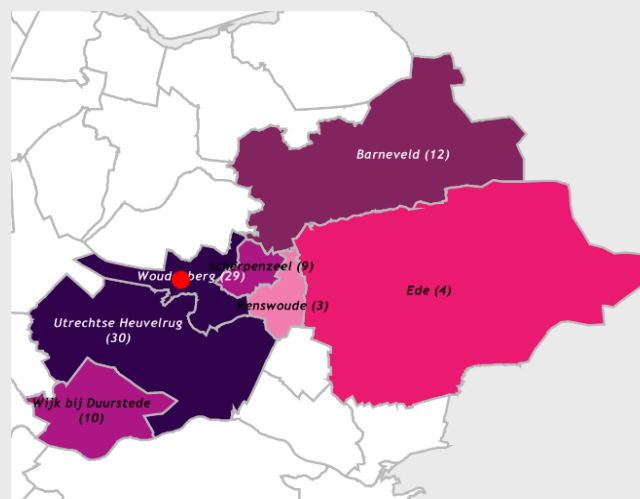 Barneveld (12)
Scherpenzeel (9)
Woudenberg (29)
Ede (4)
Renswoude (3)
Utrechtse Heuvelrug
(30)
Wijk bij Duurstede
(10)